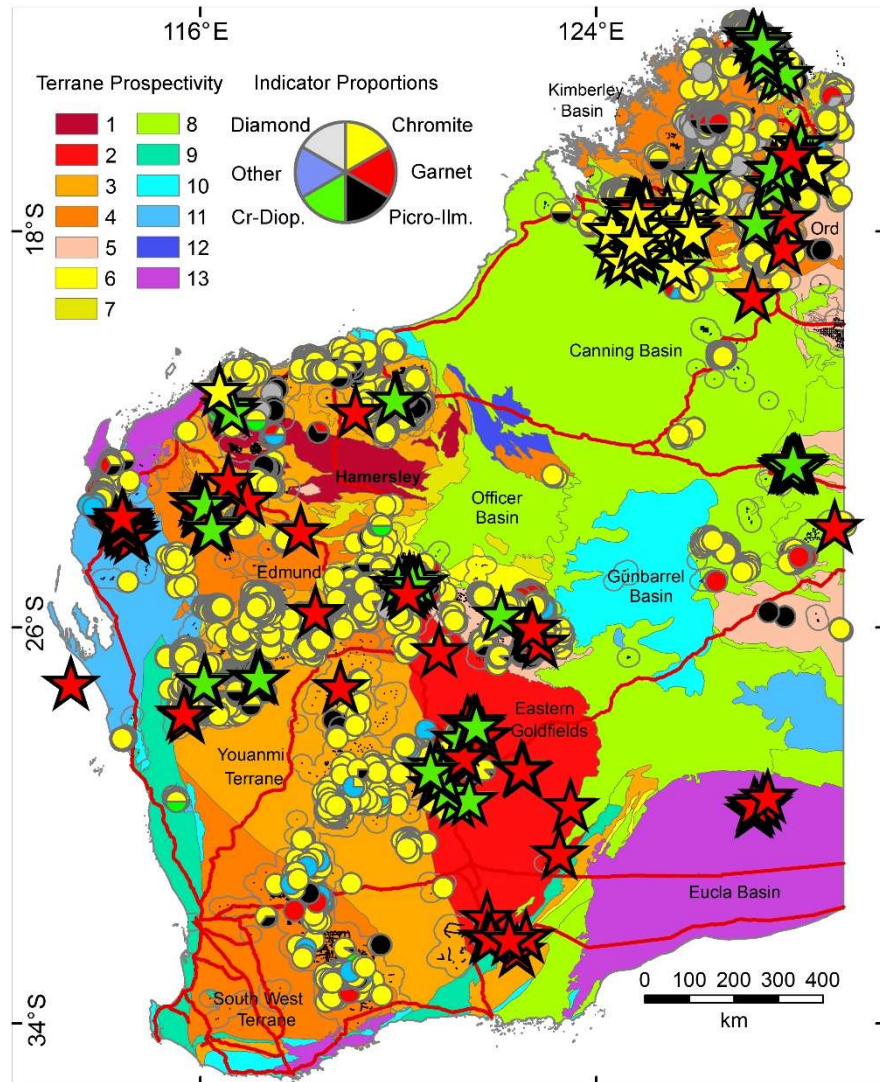 116°E
124°E
Terrane Prospectivity
1
2
3
4
5
6
7
8
9
10
11
12
13
Indicator Proportions
Diamond
Chromite
Other
Garnet
Cr-Diop.
Picro-Ilm.
Kimberley
Basin
18°S
Ord
Canning Basin
Hamersley
Officer
Basin
Edmund
Gunbarrel
Basin
26°S
Eastern
Goldfields
Youanmi
Terrane
Eucla Basin
South West
Terrane
0 100 200 300 400
km
34°S